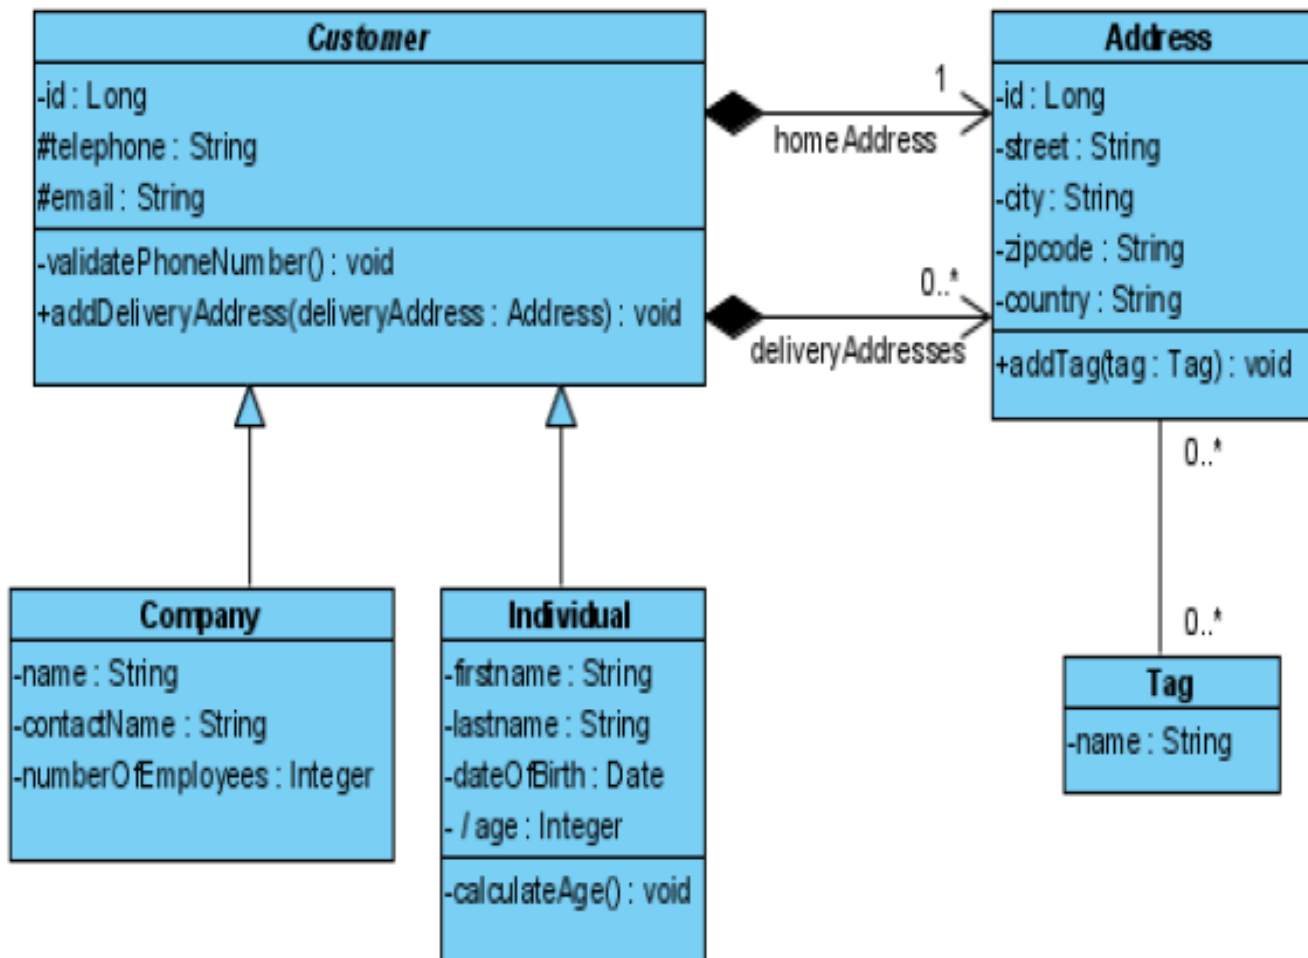 Customer
-id : Long
#telephone : String
#email : String
-validatePhoneNumber() : void
+addDeliveryAddress(deliveryAddress : Address) : void
1
homeAddress
0..*
deliveryAddresses
Address
-id : Long
-street : String
-city : String
-zipcode : String
-country : String
+addTag(tag : Tag) : void
0..*
0..*
Company
-name : String
-contactName : String
-numberOfEmployees : Integer
Individual
-firstname : String
-lastname : String
-dateOfBirth : Date
- / age : Integer
-calculateAge() : void
Tag
-name : String